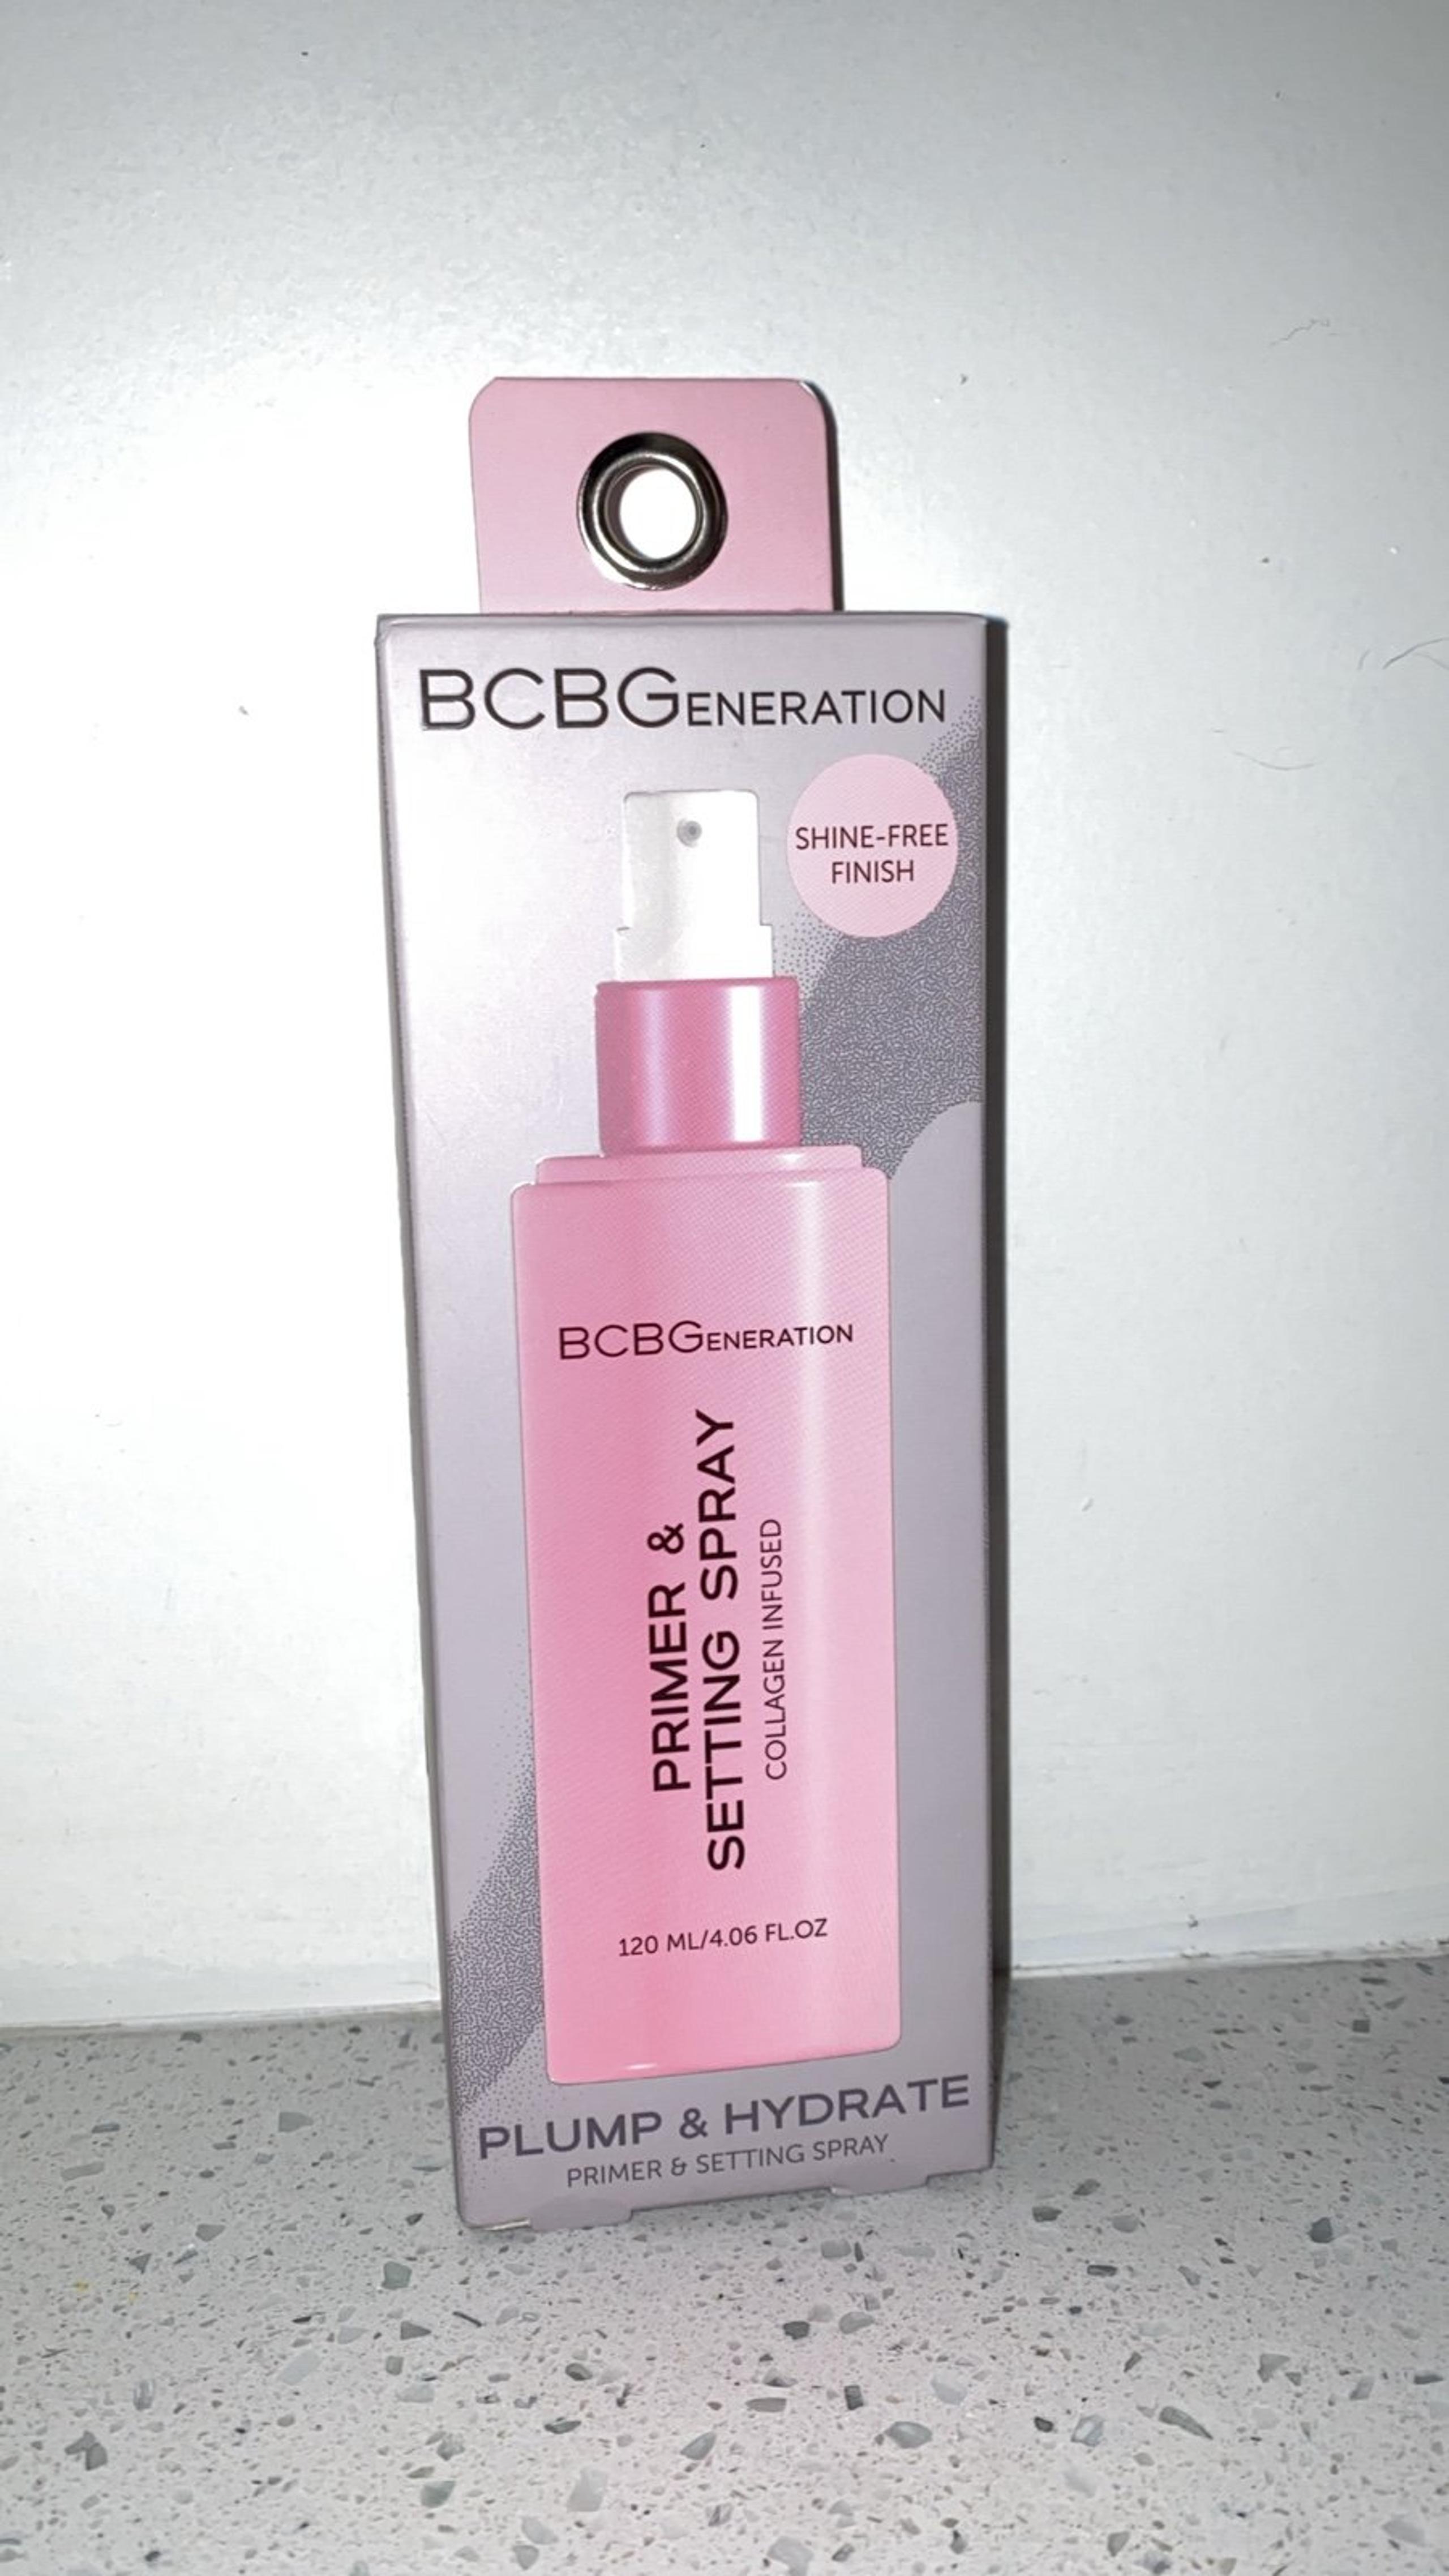 BCBGENERATION
SHINE-FREE
FINISH
BCBGENERATION
PRIMER &
SETTING SPRAY
COLLAGEN INFUSED
120 ML/4.06 FL.OZ
PLUMP & HYDRATE
PRIMER & SETTING SPRAY